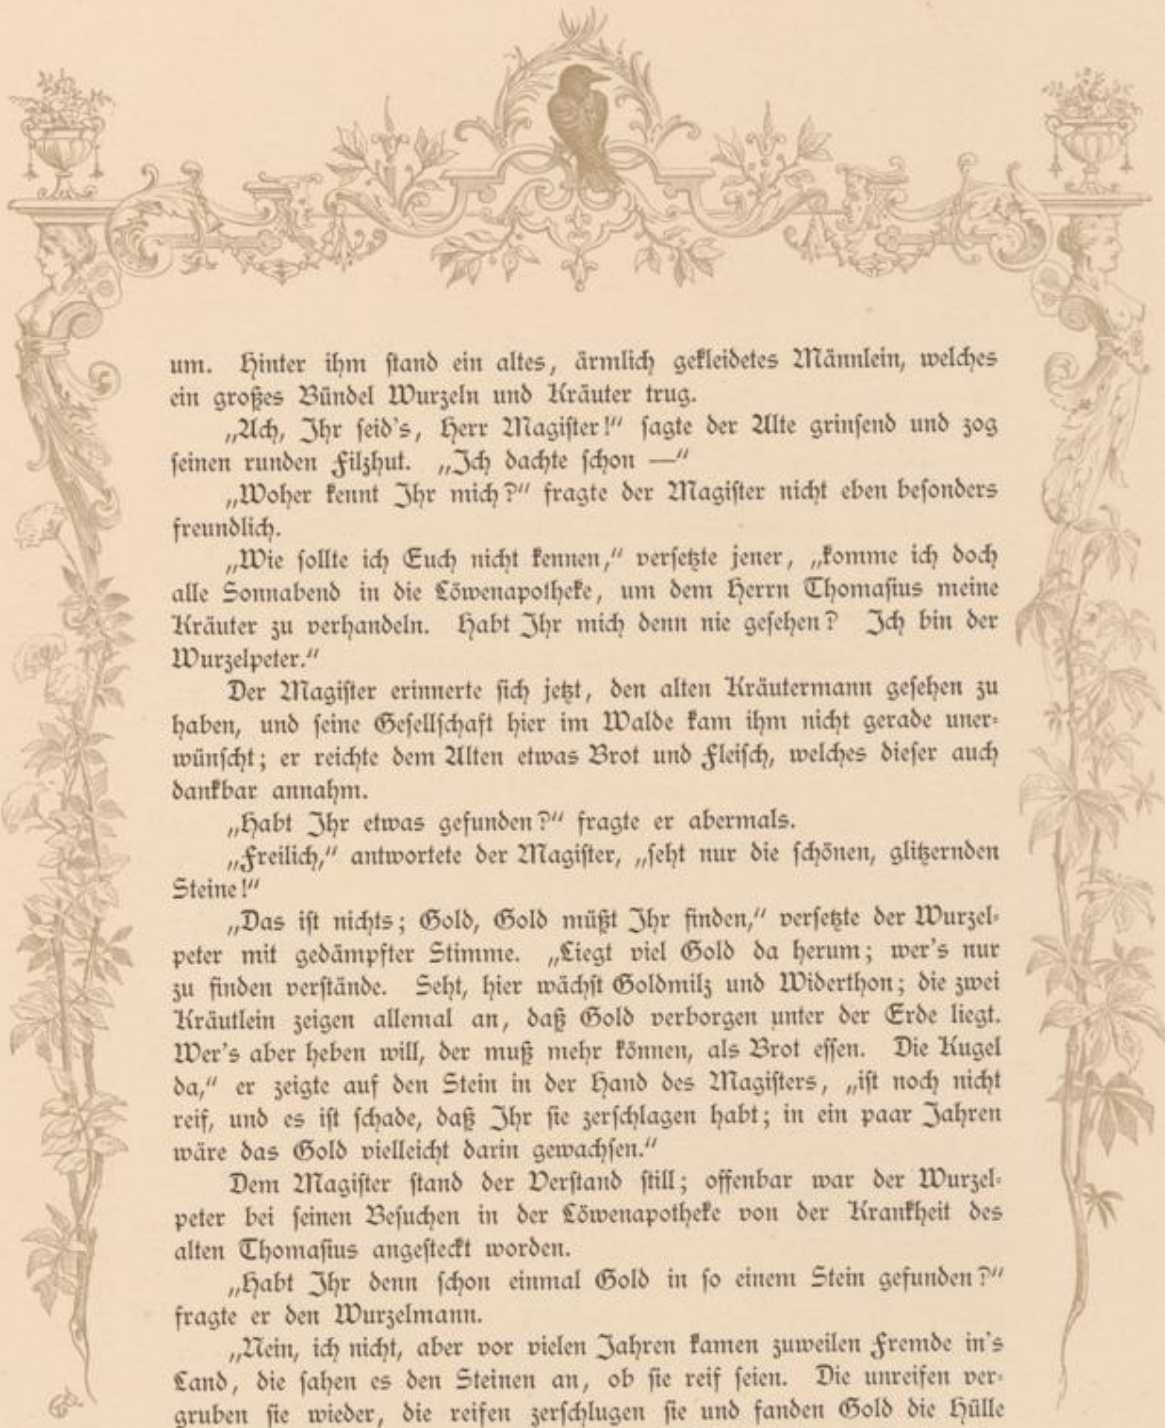 um. Hinter ihm stand ein altes, ärmlich gekleidetes Männlein, welches
ein großes Bündel Wurzeln und Kräuter trug.
„Ach, Ihr seid's, Herr Magister!“ sagte der Alte grinsend und zog
seinen runden Filzhut. „Ich dachte schon —“
„Woher kennt Ihr mich?“ fragte der Magister nicht eben besonders
freundlich.
„Wie sollte ich Euch nicht kennen,“ versetzte jener, „komme ich doch
alle Sonnabend in die Löwenapotheke, um dem Herrn Thomasius meine
Kräuter zu verhandeln. Habt Ihr mich denn nie gesehen? Ich bin der
Wurzelpeter.“
Der Magister erinnerte sich jetzt, den alten Kräutermann gesehen zu
haben, und seine Gesellschaft hier im Walde kam ihm nicht gerade uner-
wünscht; er reichte dem Alten etwas Brot und Fleisch, welches dieser auch
dankbar annahm.
„Habt Ihr etwas gefunden?“ fragte er abermals.
„Freilich,“ antwortete der Magister, „seht nur die schönen, glitzernden
Steine!“
„Das ist nichts; Gold, Gold müßt Ihr finden,“ versetzte der Wurzel-
peter mit gedämpfter Stimme. „Liegt viel Gold da herum; wer's nur
zu finden verstände. Seht, hier wächst Goldmilz und Widerthon; die zwei
Kräutlein zeigen allemal an, daß Gold verborgen unter der Erde liegt.
Wer's aber heben will, der muß mehr können, als Brot essen. Die Kugel
da,“ er zeigte auf den Stein in der Hand des Magisters, „ist noch nicht
reif, und es ist schade, daß Ihr sie zerschlagen habt; in ein paar Jahren
wäre das Gold vielleicht darin gewachsen.“
Dem Magister stand der Verstand still; offenbar war der Wurzel-
peter bei seinen Besuchen in der Löwenapotheke von der Krankheit des
alten Thomasius angesteckt worden.
„Habt Ihr denn schon einmal Gold in so einem Stein gefunden?“
fragte er den Wurzelmann.
„Nein, ich nicht, aber vor vielen Jahren kamen zuweilen Fremde in's
Land, die sahen es den Steinen an, ob sie reif seien. Die unreifen ver-
gruben sie wieder, die reifen zerschlugen sie und fanden Gold die Hülle